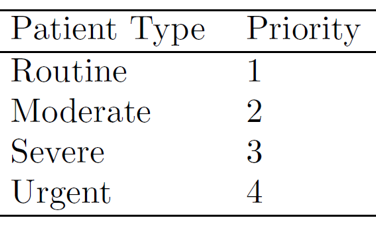 Patient Type Priority
Routine 1
Moderate 2
Severe 3
Urgent 4